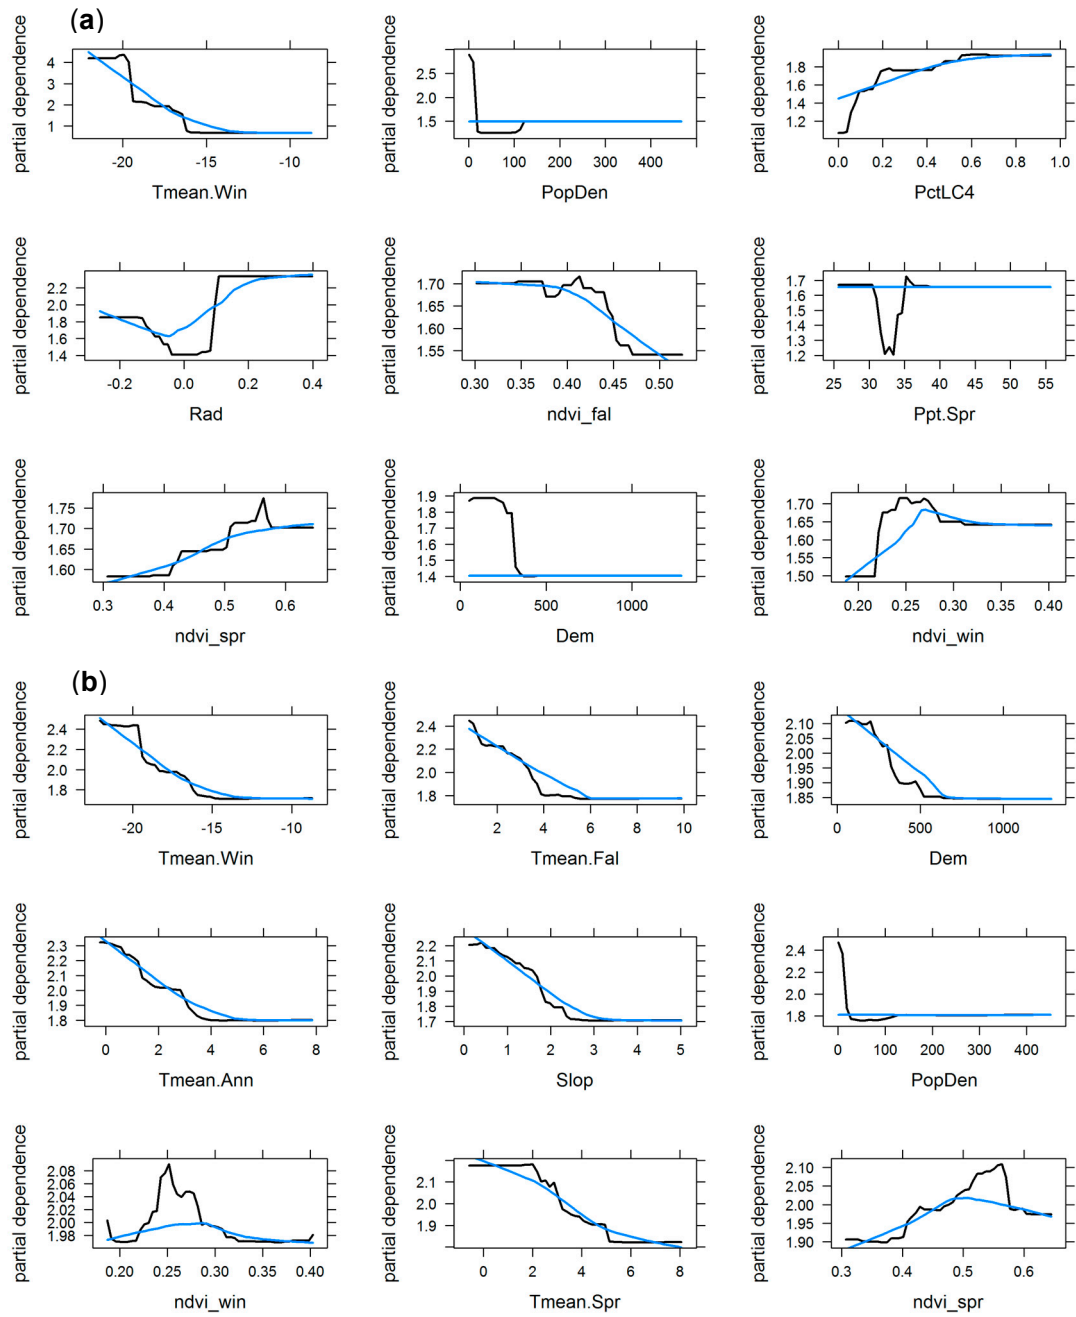 (a)
partial dependence
4
3
2
1
-20 -15 -10
Tmean.Win
partial dependence
2.5
2.0
1.5
0 100 200 300 400
PopDen
partial dependence
1.8
1.6
1.4
1.2
0.0 0.2 0.4 0.6 0.8 1.0
PctLC4
partial dependence
2.2
2.0
1.8
1.6
1.4
-0.2 0.0 0.2 0.4
Rad
partial dependence
1.70
1.65
1.60
1.55
0.30 0.35 0.40 0.45 0.50
ndvi_fal
partial dependence
1.7
1.6
1.5
1.4
1.3
1.2
25 30 35 40 45 50 55
Ppt.Spr
partial dependence
1.75
1.70
1.65
1.60
0.3 0.4 0.5 0.6
ndvi_spr
partial dependence
1.9
1.8
1.7
1.6
1.5
1.4
0 500 1000
Dem
partial dependence
1.70
1.65
1.60
1.55
1.50
0.20 0.25 0.30 0.35 0.40
ndvi_win
(b)
partial dependence
2.4
2.2
2.0
1.8
-20 -15 -10
Tmean.Win
partial dependence
2.4
2.2
2.0
1.8
2 4 6 8 10
Tmean.Fal
partial dependence
2.10
2.05
2.00
1.95
1.90
1.85
0 500 1000
Dem
partial dependence
2.3
2.2
2.1
2.0
1.9
1.8
0 2 4 6 8
Tmean.Ann
partial dependence
2.2
2.1
2.0
1.9
1.8
1.7
0 1 2 3 4 5
Slop
partial dependence
2.4
2.2
2.0
1.8
0 100 200 300 400
PopDen
partial dependence
2.08
2.06
2.04
2.02
2.00
1.98
0.20 0.25 0.30 0.35 0.40
ndvi_win
partial dependence
2.1
2.0
1.9
0 2 4 6 8
Tmean.Spr
partial dependence
2.10
2.05
2.00
1.95
1.90
0.3 0.4 0.5 0.6
ndvi_spr